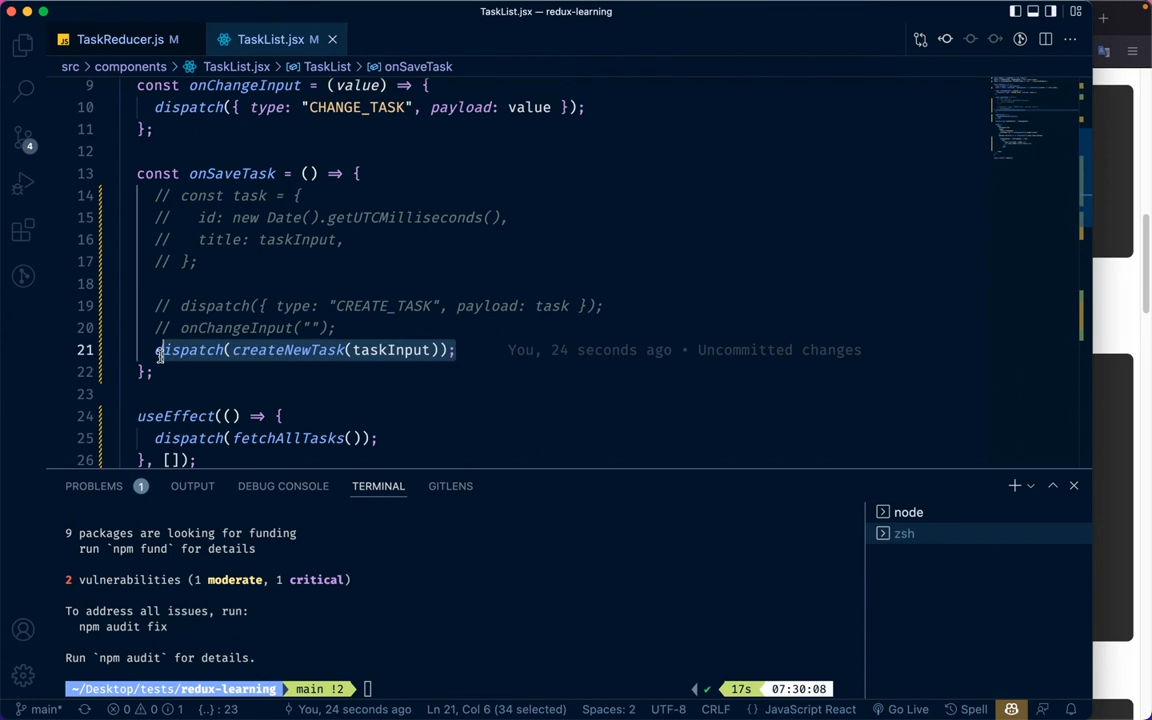 TaskList.jsx — redux-learning
JS TaskReducer.js M
TaskList.jsx M
src > components > TaskList.jsx > TaskList > onSaveTask
9 const onChangeInput = (value) => {
10 dispatch({ type: "CHANGE_TASK", payload: value });
11 };
12
13 const onSaveTask = () => {
14 // const task = {
15 //   id: new Date().getUTCMilliseconds(),
16 //   title: taskInput,
17 // };
18
19 // dispatch({ type: "CREATE_TASK", payload: task });
20 // onChangeInput("");
21 dispatch(createNewTask(taskInput)); You, 24 seconds ago • Uncommitted changes
22 };
23
24 useEffect(() => {
25 dispatch(fetchAllTasks());
26 }, []);
4
PROBLEMS 1 OUTPUT DEBUG CONSOLE TERMINAL GITLENS
9 packages are looking for funding
run `npm fund` for details
2 vulnerabilities (1 moderate, 1 critical)
To address all issues, run:
npm audit fix
Run `npm audit` for details.
~/Desktop/tests/redux-learning main !2 ✔ 17s 07:30:08
node
zsh
main* 0 0 1 {..} : 23 You, 24 seconds ago Ln 21, Col 6 (34 selected) Spaces: 2 UTF-8 CRLF {} JavaScript React Go Live Spell